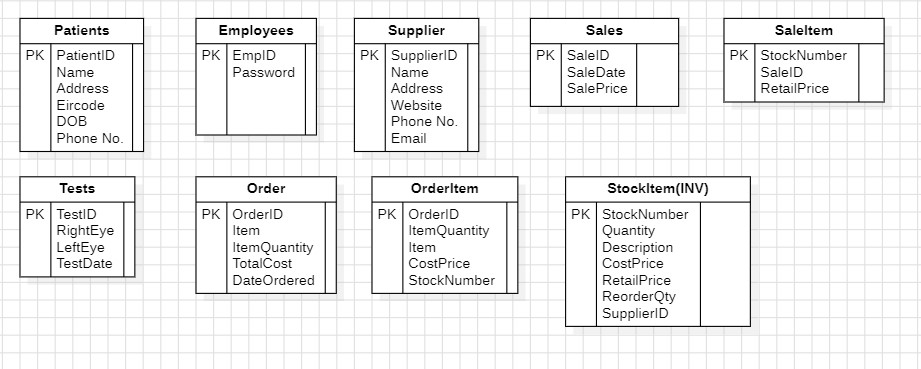 Patients
PK PatientID
Name
Address
Eircode
DOB
Phone No.
Employees
PK EmpID
Password
Supplier
PK SupplierID
Name
Address
Website
Phone No.
Email
Sales
PK SaleID
SaleDate
SalePrice
SaleItem
PK StockNumber
SaleID
RetailPrice
Tests
PK TestID
RightEye
LeftEye
TestDate
Order
PK OrderID
Item
ItemQuantity
TotalCost
DateOrdered
OrderItem
PK OrderID
ItemQuantity
Item
CostPrice
StockNumber
StockItem(INV)
PK StockNumber
Quantity
Description
CostPrice
RetailPrice
ReorderQty
SupplierID